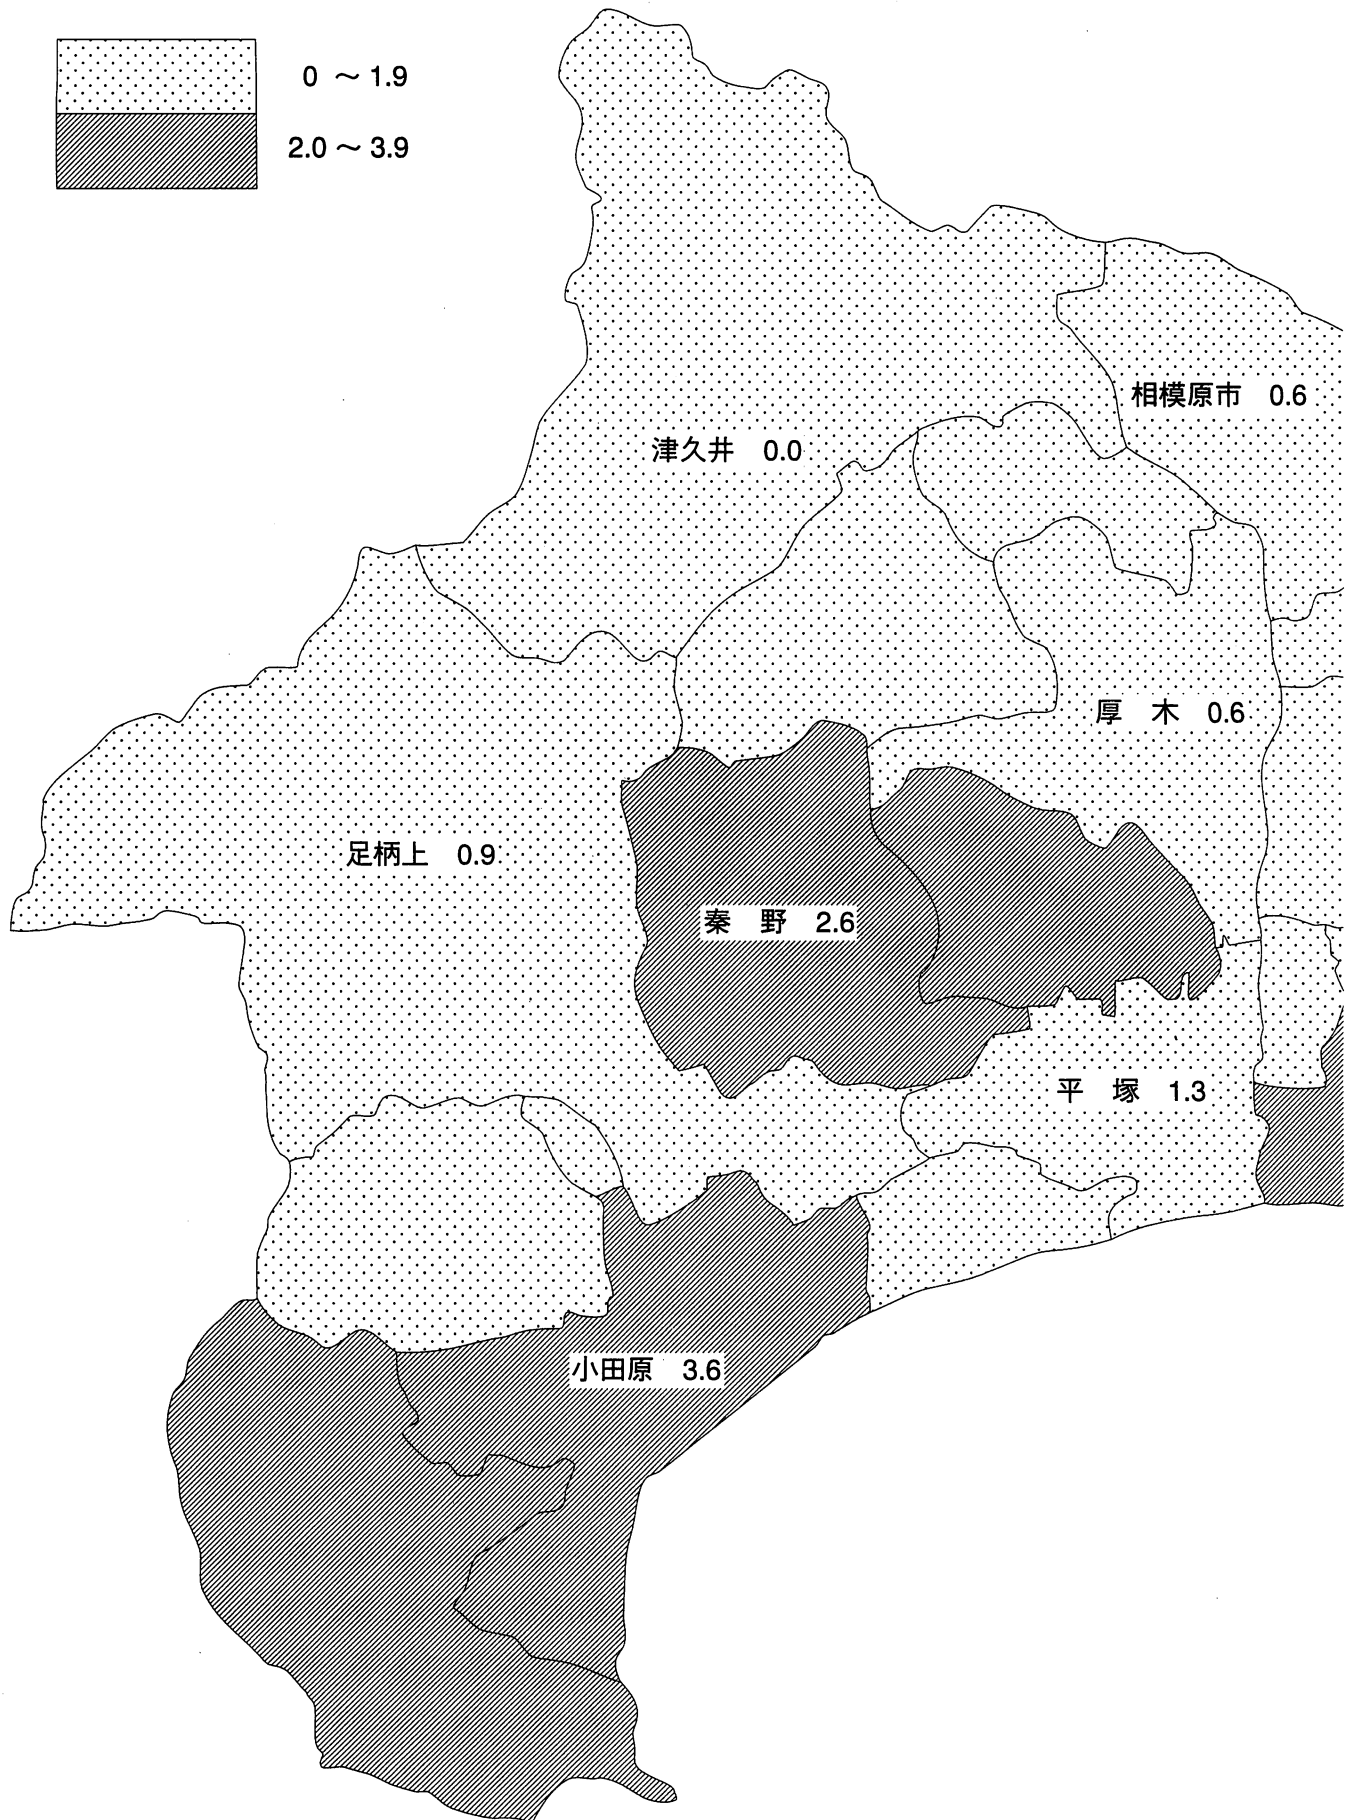 0 ～ 1.9
2.0 ～ 3.9
相模原市 0.6
津久井 0.0
厚 木 0.6
足柄上 0.9
秦 野 2.6
平 塚 1.3
小田原 3.6